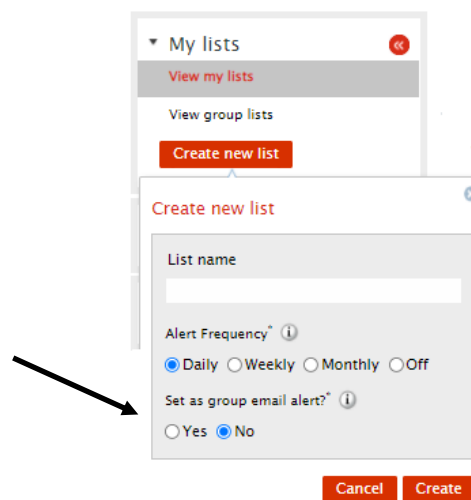 My lists
View my lists
View group lists
Create new list
Create new list
List name
Alert Frequency*
Daily Weekly Monthly Off
Set as group email alert?*
Yes No
Cancel Create